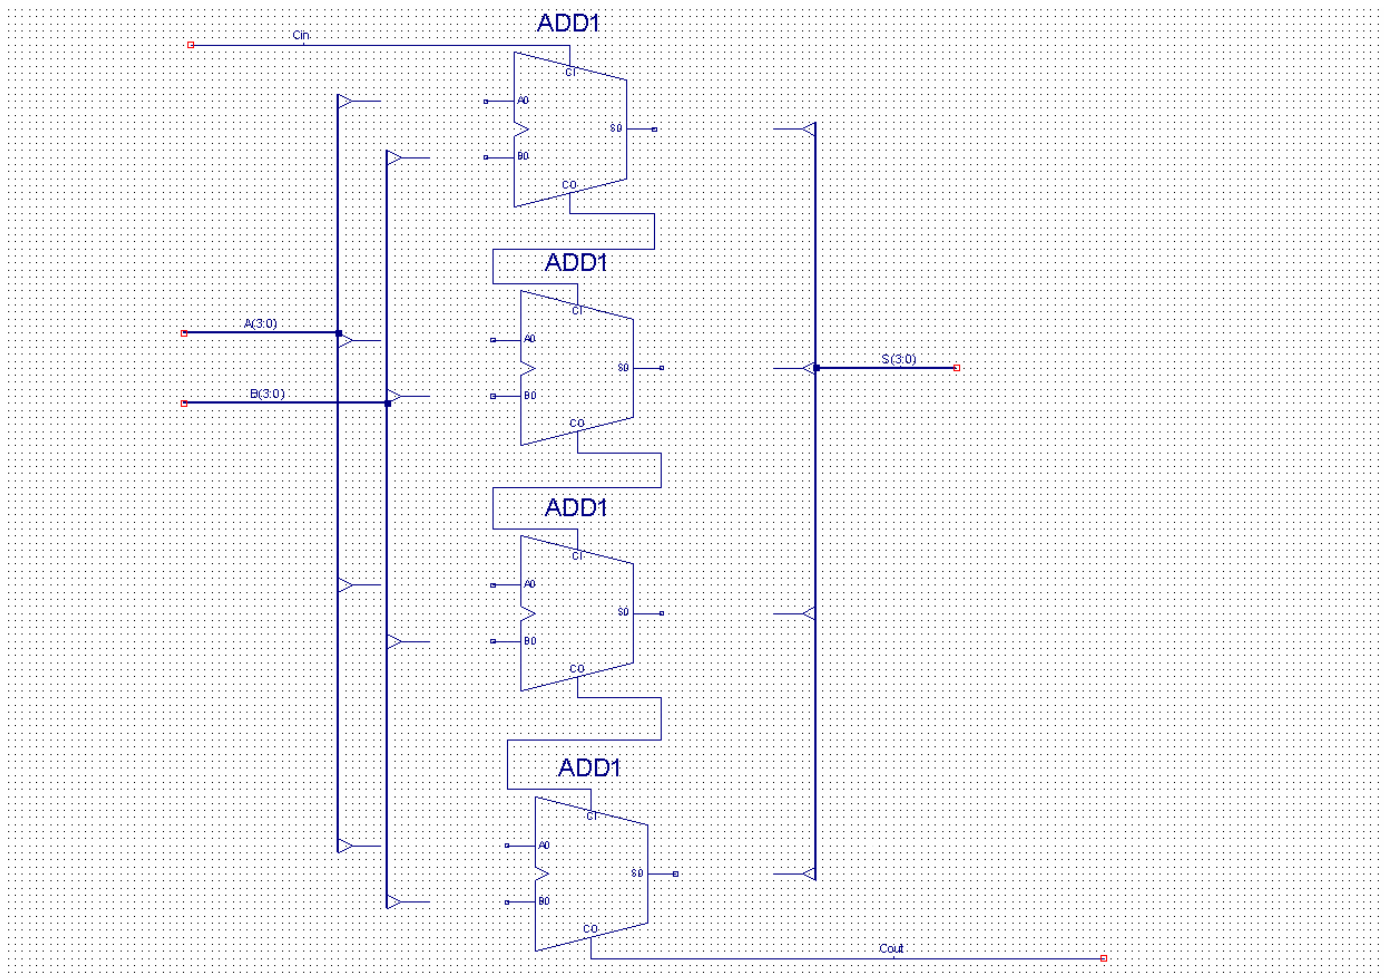 ADD1
Cin
CI
A0
S0
B0
CO
ADD1
CI
A(3:0)
A0
S(3:0)
S0
B(3:0)
B0
CO
ADD1
CI
A0
S0
B0
CO
ADD1
CI
A0
S0
B0
CO
Cout